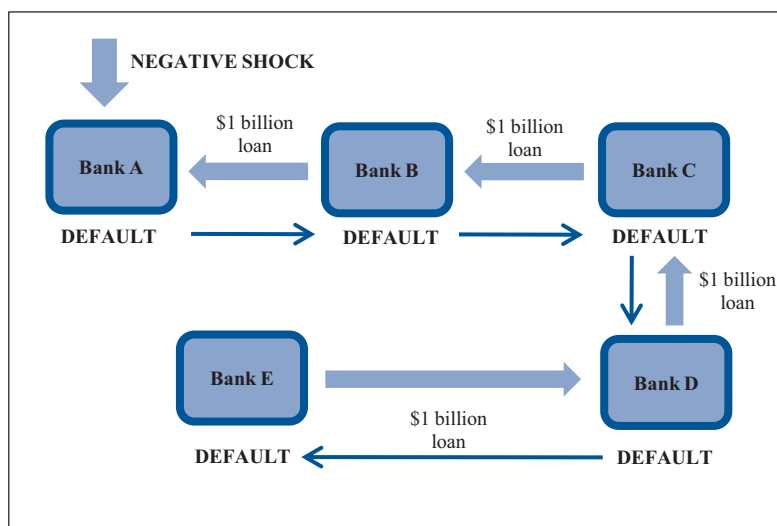 NEGATIVE SHOCK
$1 billion
loan
$1 billion
loan
Bank A
Bank B
Bank C
DEFAULT
DEFAULT
DEFAULT
$1 billion
loan
Bank E
Bank D
$1 billion
loan
DEFAULT
DEFAULT